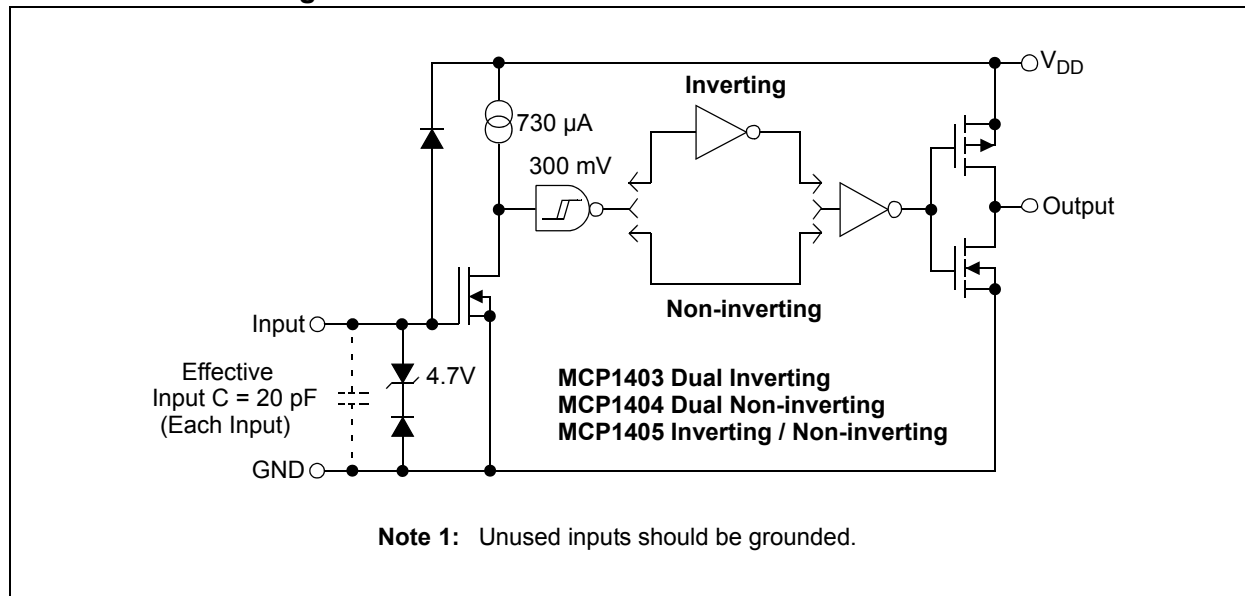 VDD
Inverting
730 µA
300 mV
Output
Non-inverting
Input
4.7V
Effective
Input C = 20 pF
(Each Input)
MCP1403 Dual Inverting
MCP1404 Dual Non-inverting
MCP1405 Inverting / Non-inverting
GND
Note 1: Unused inputs should be grounded.